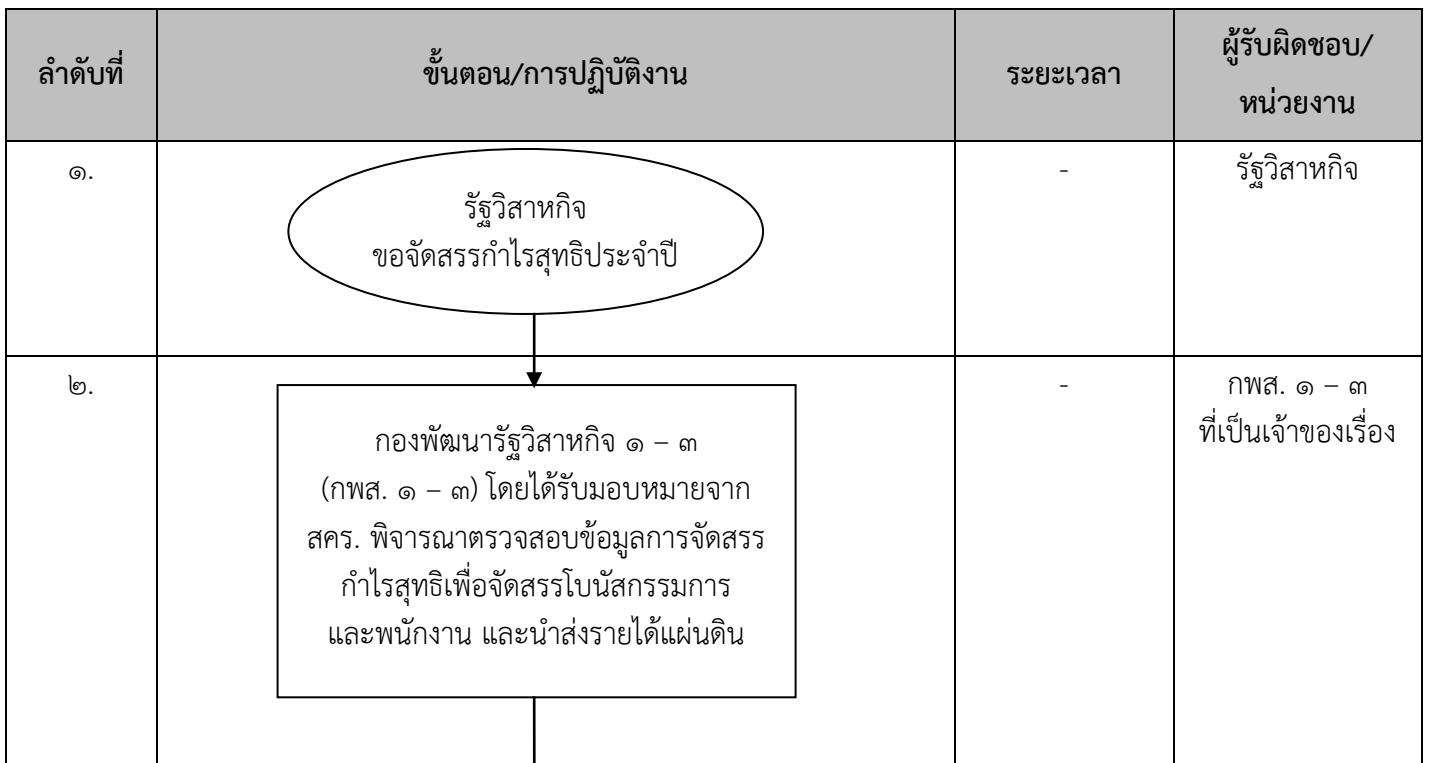 ลำดับที่
ขั้นตอน/การปฏิบัติงาน
ระยะเวลา
ผู้รับผิดชอบ/
หน่วยงาน
๑.
รัฐวิสาหกิจ
ขอจัดสรรกำไรสุทธิประจำปี
-
รัฐวิสาหกิจ
๒.
กองพัฒนารัฐวิสาหกิจ ๑ – ๓
(กพส. ๑ – ๓) โดยได้รับมอบหมายจาก
สคร. พิจารณาตรวจสอบข้อมูลการจัดสรร
กำไรสุทธิเพื่อจัดสรรโบนัสกรรมการ
และพนักงาน และนำส่งรายได้แผ่นดิน
-
กพส. ๑ – ๓
ที่เป็นเจ้าของเรื่อง